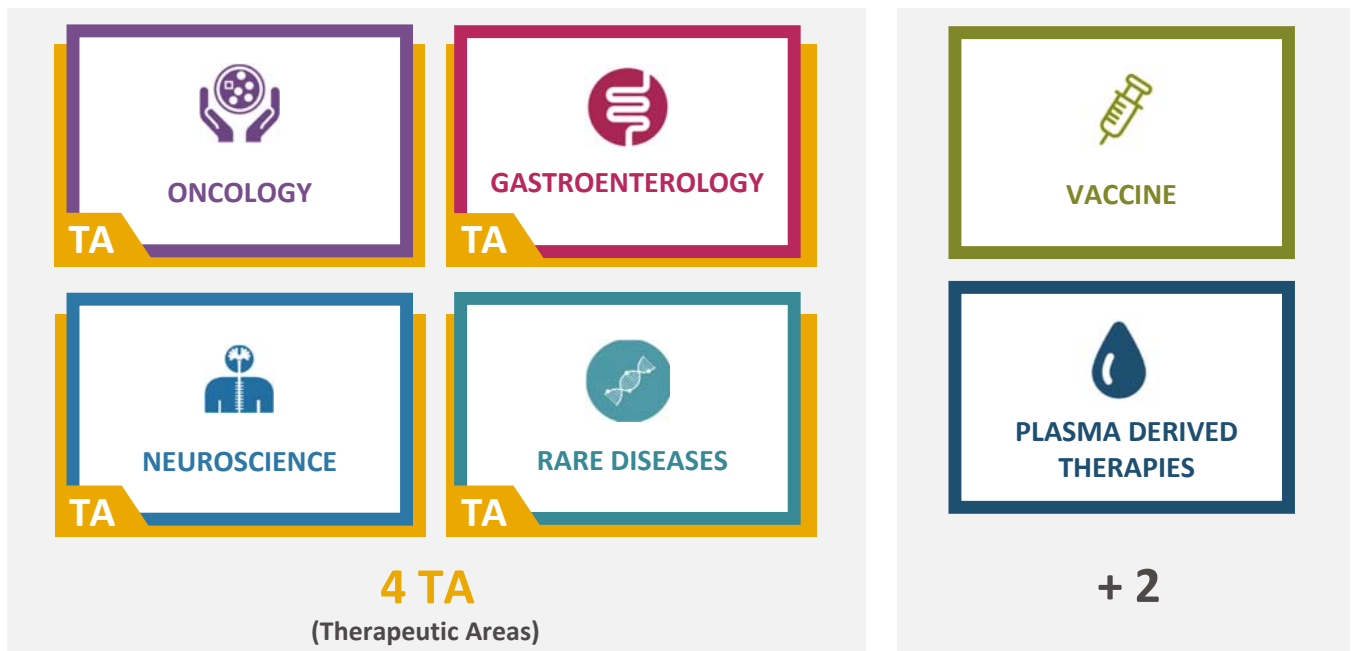 ONCOLOGY
TA
GASTROENTEROLOGY
TA
NEUROSCIENCE
TA
RARE DISEASES
TA
4 TA
(Therapeutic Areas)
VACCINE
PLASMA DERIVED
THERAPIES
+ 2